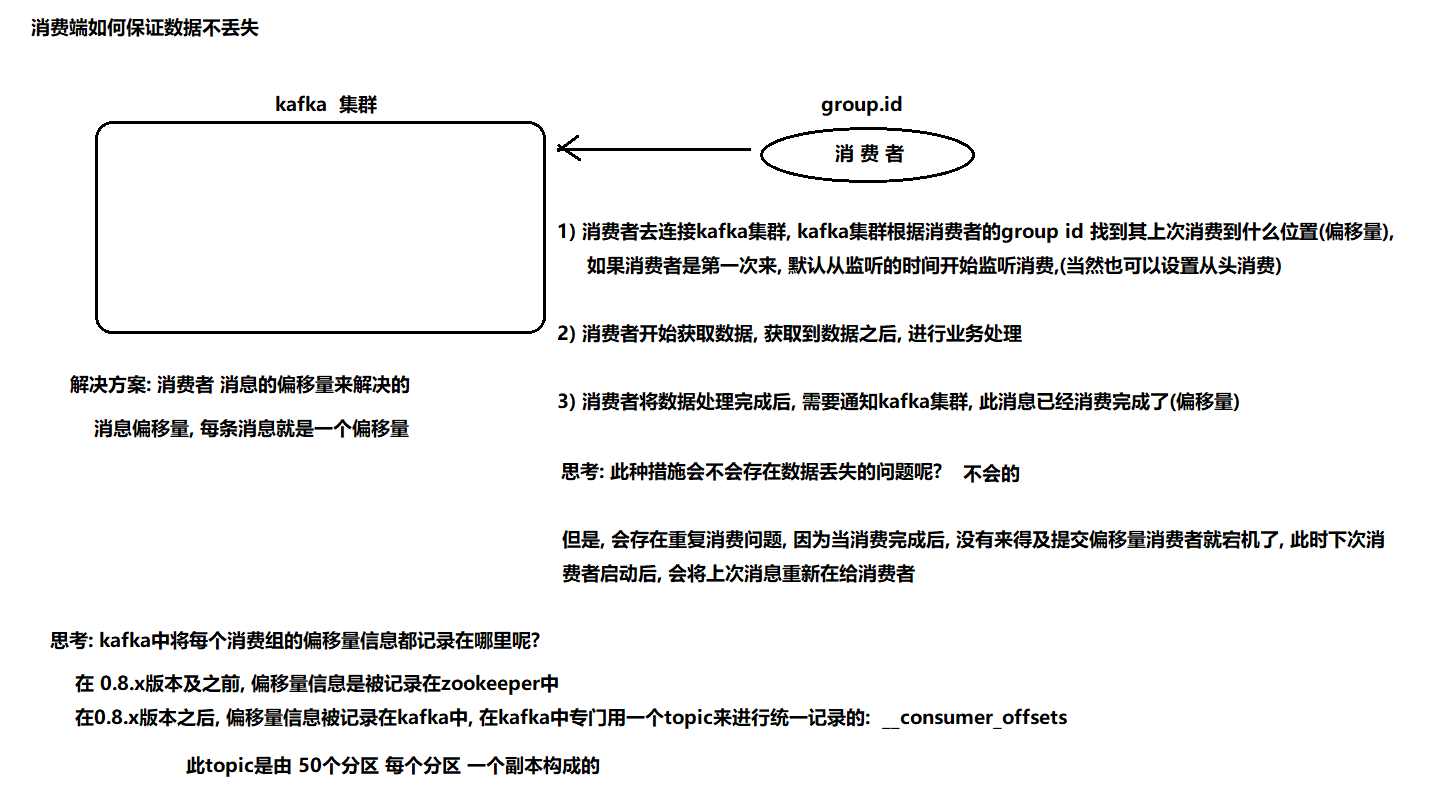 消费端如何保证数据不丢失
kafka 集群
group.id
消 费 者
1) 消费者去连接kafka集群, kafka集群根据消费者的group id 找到其上次消费到什么位置(偏移量),
如果消费者是第一次来, 默认从监听的时间开始监听消费,(当然也可以设置从头消费)
2) 消费者开始获取数据, 获取到数据之后, 进行业务处理
解决方案: 消费者 消息的偏移量来解决的
3) 消费者将数据处理完成后, 需要通知kafka集群, 此消息已经消费完成了(偏移量)
消息偏移量, 每条消息就是一个偏移量
思考: 此种措施会不会存在数据丢失的问题呢? 不会的
但是, 会存在重复消费问题, 因为当消费完成后, 没有来得及提交偏移量消费者就宕机了, 此时下次消
费者启动后, 会将上次消息重新在给消费者
思考: kafka中将每个消费组的偏移量信息都记录在哪里呢?
在 0.8.x版本及之前, 偏移量信息是被记录在zookeeper中
在0.8.x版本之后, 偏移量信息被记录在kafka中, 在kafka中专门用一个topic来进行统一记录的: __consumer_offsets
此topic是由 50个分区 每个分区 一个副本构成的